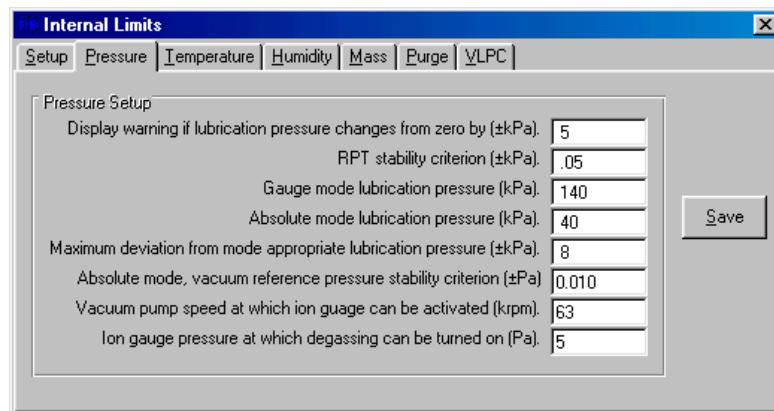 Internal Limits
Setup Pressure Temperature Humidity Mass Purge VLPC
Pressure Setup
Display warning if lubrication pressure changes from zero by (±kPa). 5
RPT stability criterion (±kPa). .05
Gauge mode lubrication pressure (kPa). 140
Absolute mode lubrication pressure (kPa). 40
Save
Maximum deviation from mode appropriate lubrication pressure (±kPa). 8
Absolute mode, vacuum reference pressure stability criterion (±Pa) 0.010
Vacuum pump speed at which ion guage can be activated (krpm). 63
Ion gauge pressure at which degassing can be turned on (Pa). 5